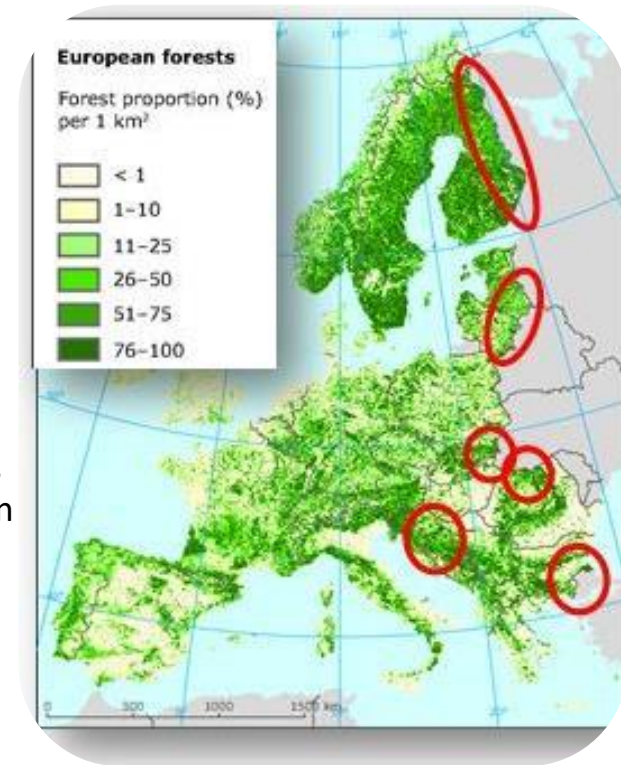 European forests
Forest proportion (%)
per 1 km²
< 1
1–10
11–25
26–50
51–75
76–100
0 500 1000 1500 km